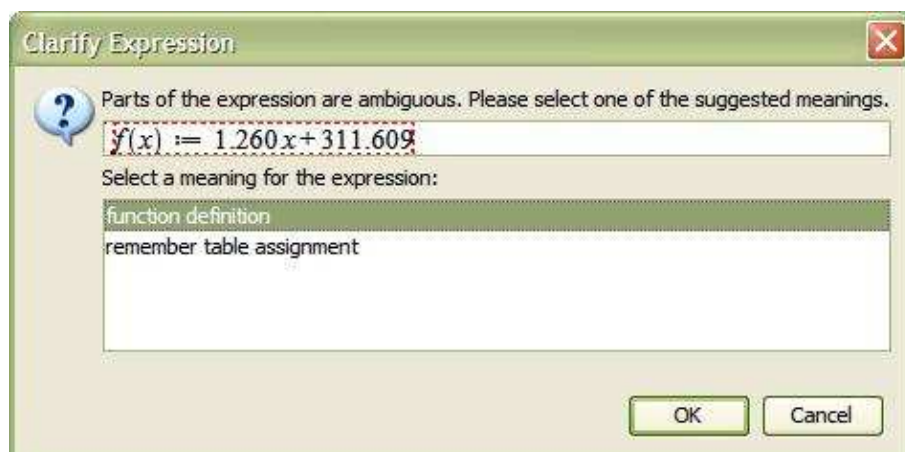 Clarify Expression
Parts of the expression are ambiguous. Please select one of the suggested meanings.
f(x) := 1.260 x + 311.609
Select a meaning for the expression:
function definition
remember table assignment
OK Cancel